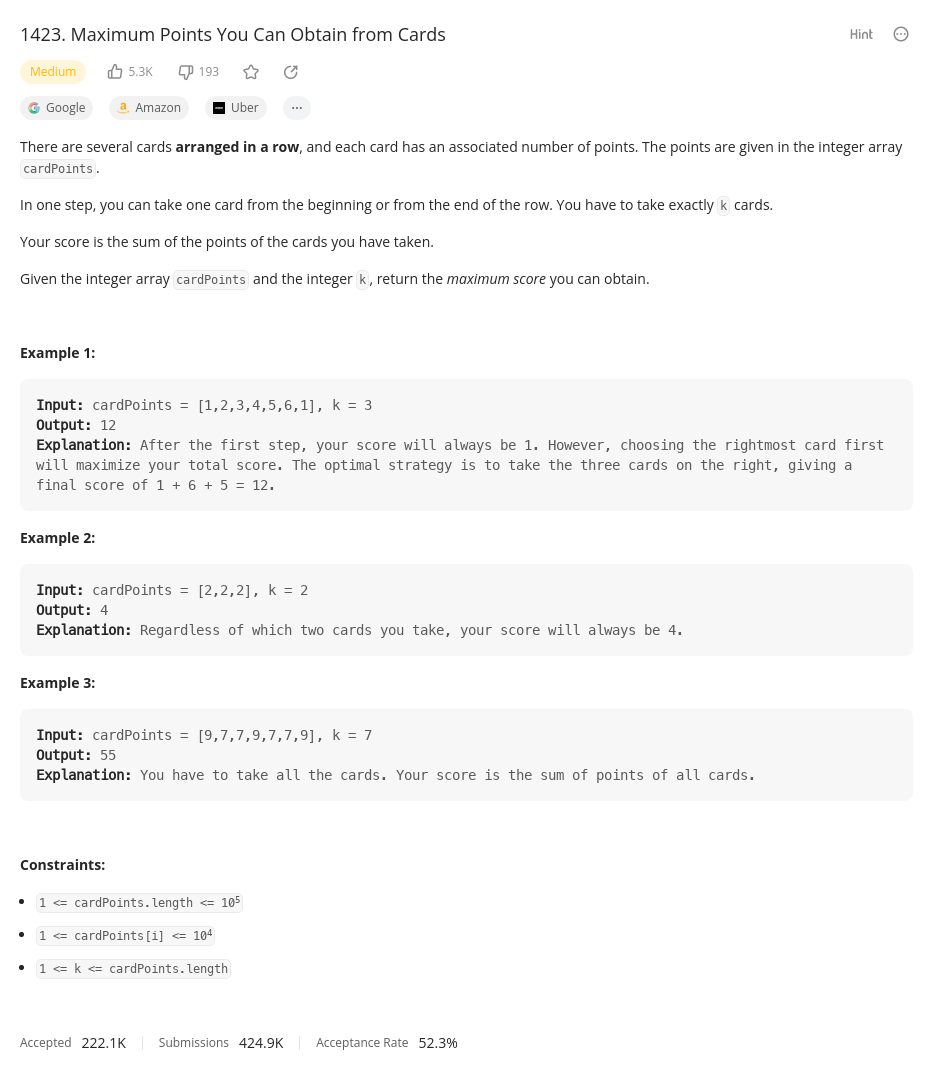 1423. Maximum Points You Can Obtain from Cards
Hint
Medium
5.3K
193
Google
Amazon
Uber
There are several cards arranged in a row, and each card has an associated number of points. The points are given in the integer array
cardPoints.
In one step, you can take one card from the beginning or from the end of the row. You have to take exactly k cards.
Your score is the sum of the points of the cards you have taken.
Given the integer array cardPoints and the integer k, return the maximum score you can obtain.
Example 1:
Input: cardPoints = [1,2,3,4,5,6,1], k = 3
Output: 12
Explanation: After the first step, your score will always be 1. However, choosing the rightmost card first
will maximize your total score. The optimal strategy is to take the three cards on the right, giving a
final score of 1 + 6 + 5 = 12.
Example 2:
Input: cardPoints = [2,2,2], k = 2
Output: 4
Explanation: Regardless of which two cards you take, your score will always be 4.
Example 3:
Input: cardPoints = [9,7,7,9,7,7,9], k = 7
Output: 55
Explanation: You have to take all the cards. Your score is the sum of points of all cards.
Constraints:
1 <= cardPoints.length <= 10⁵
1 <= cardPoints[i] <= 10⁴
1 <= k <= cardPoints.length
Accepted 222.1K Submissions 424.9K Acceptance Rate 52.3%